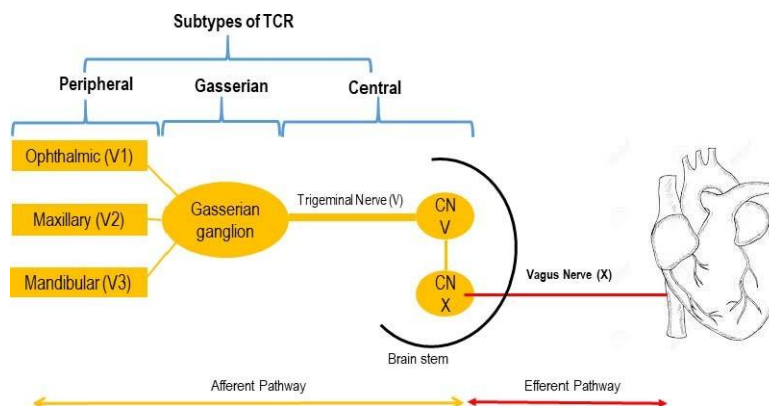 Subtypes of TCR
Peripheral
Gasserian
Central
Ophthalmic (V1)
Maxillary (V2)
Mandibular (V3)
Gasserian
ganglion
Trigeminal Nerve (V)
CN
V
CN
X
Vagus Nerve (X)
Brain stem
Afferent Pathway
Efferent Pathway